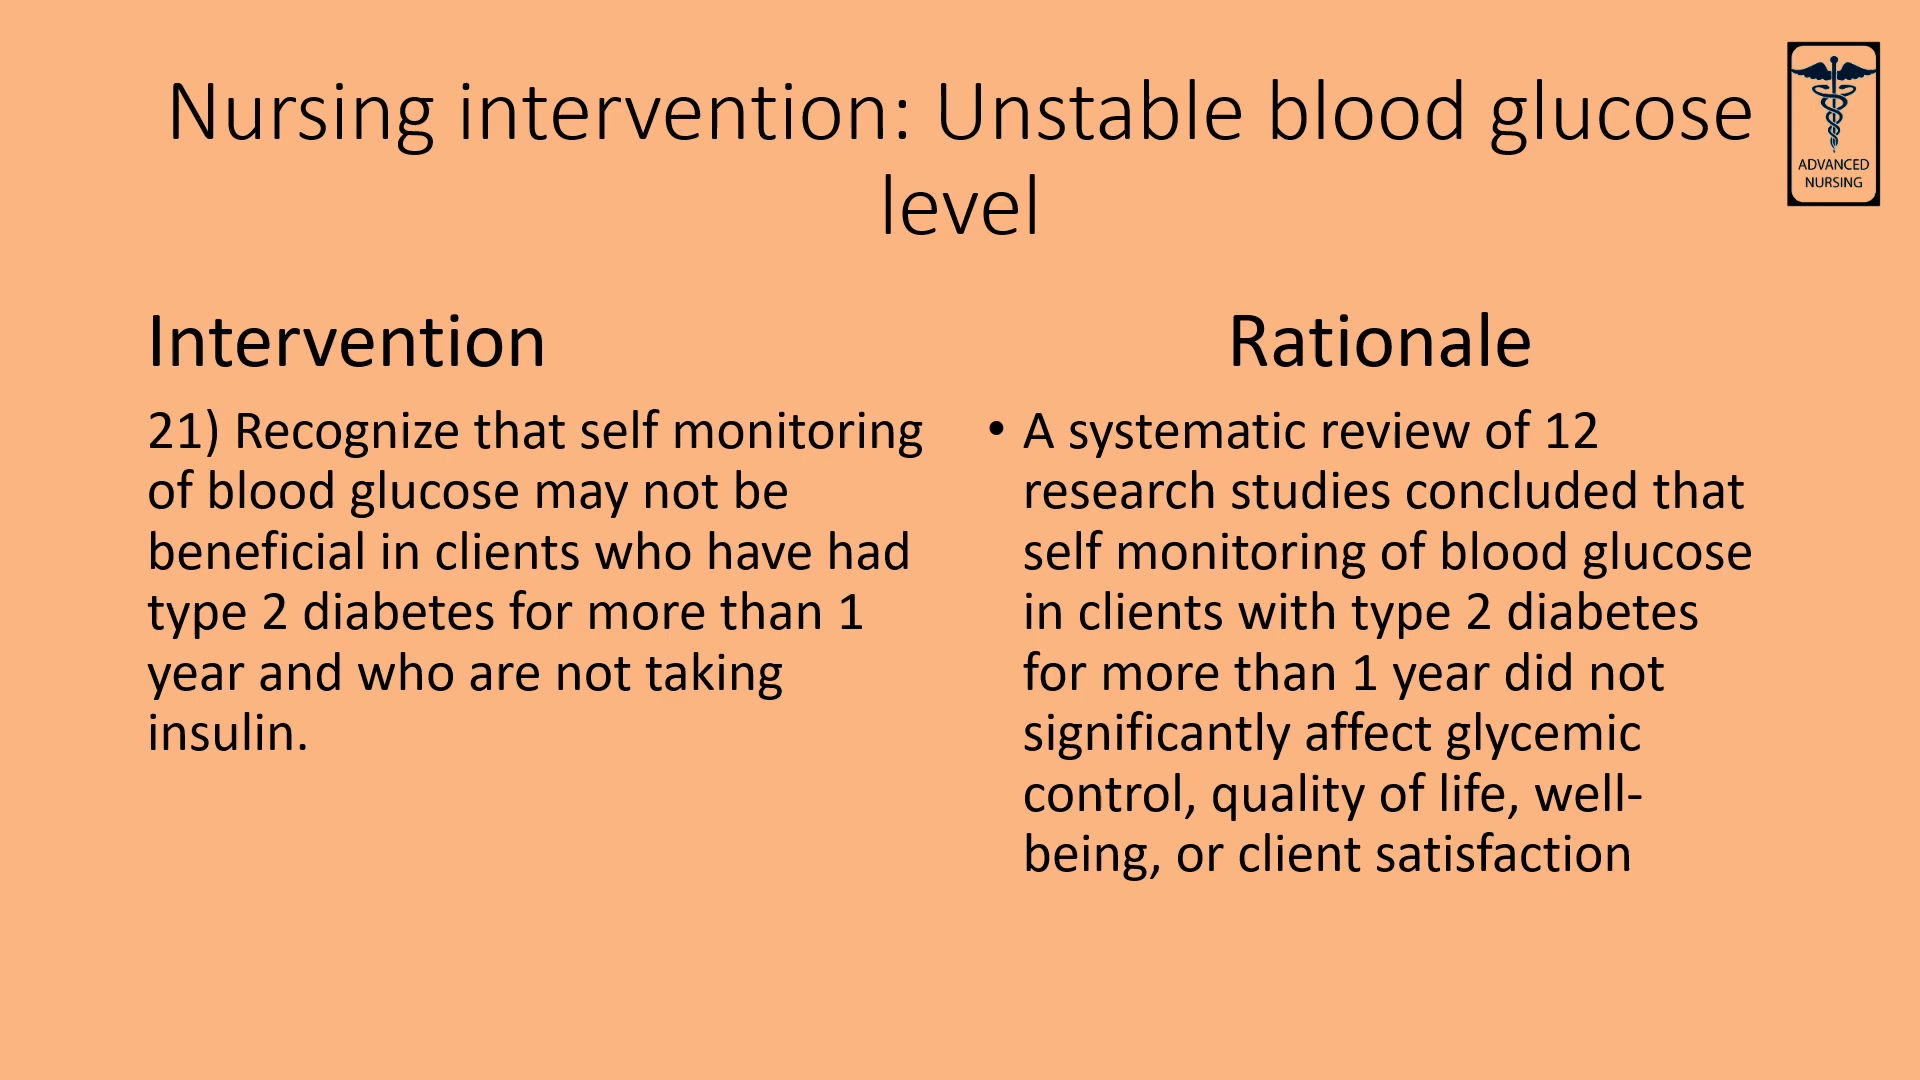 Nursing intervention: Unstable blood glucose
level
ADVANCED
NURSING
Intervention
21) Recognize that self monitoring
of blood glucose may not be
beneficial in clients who have had
type 2 diabetes for more than 1
year and who are not taking
insulin.
Rationale
• A systematic review of 12
research studies concluded that
self monitoring of blood glucose
in clients with type 2 diabetes
for more than 1 year did not
significantly affect glycemic
control, quality of life, well-
being, or client satisfaction